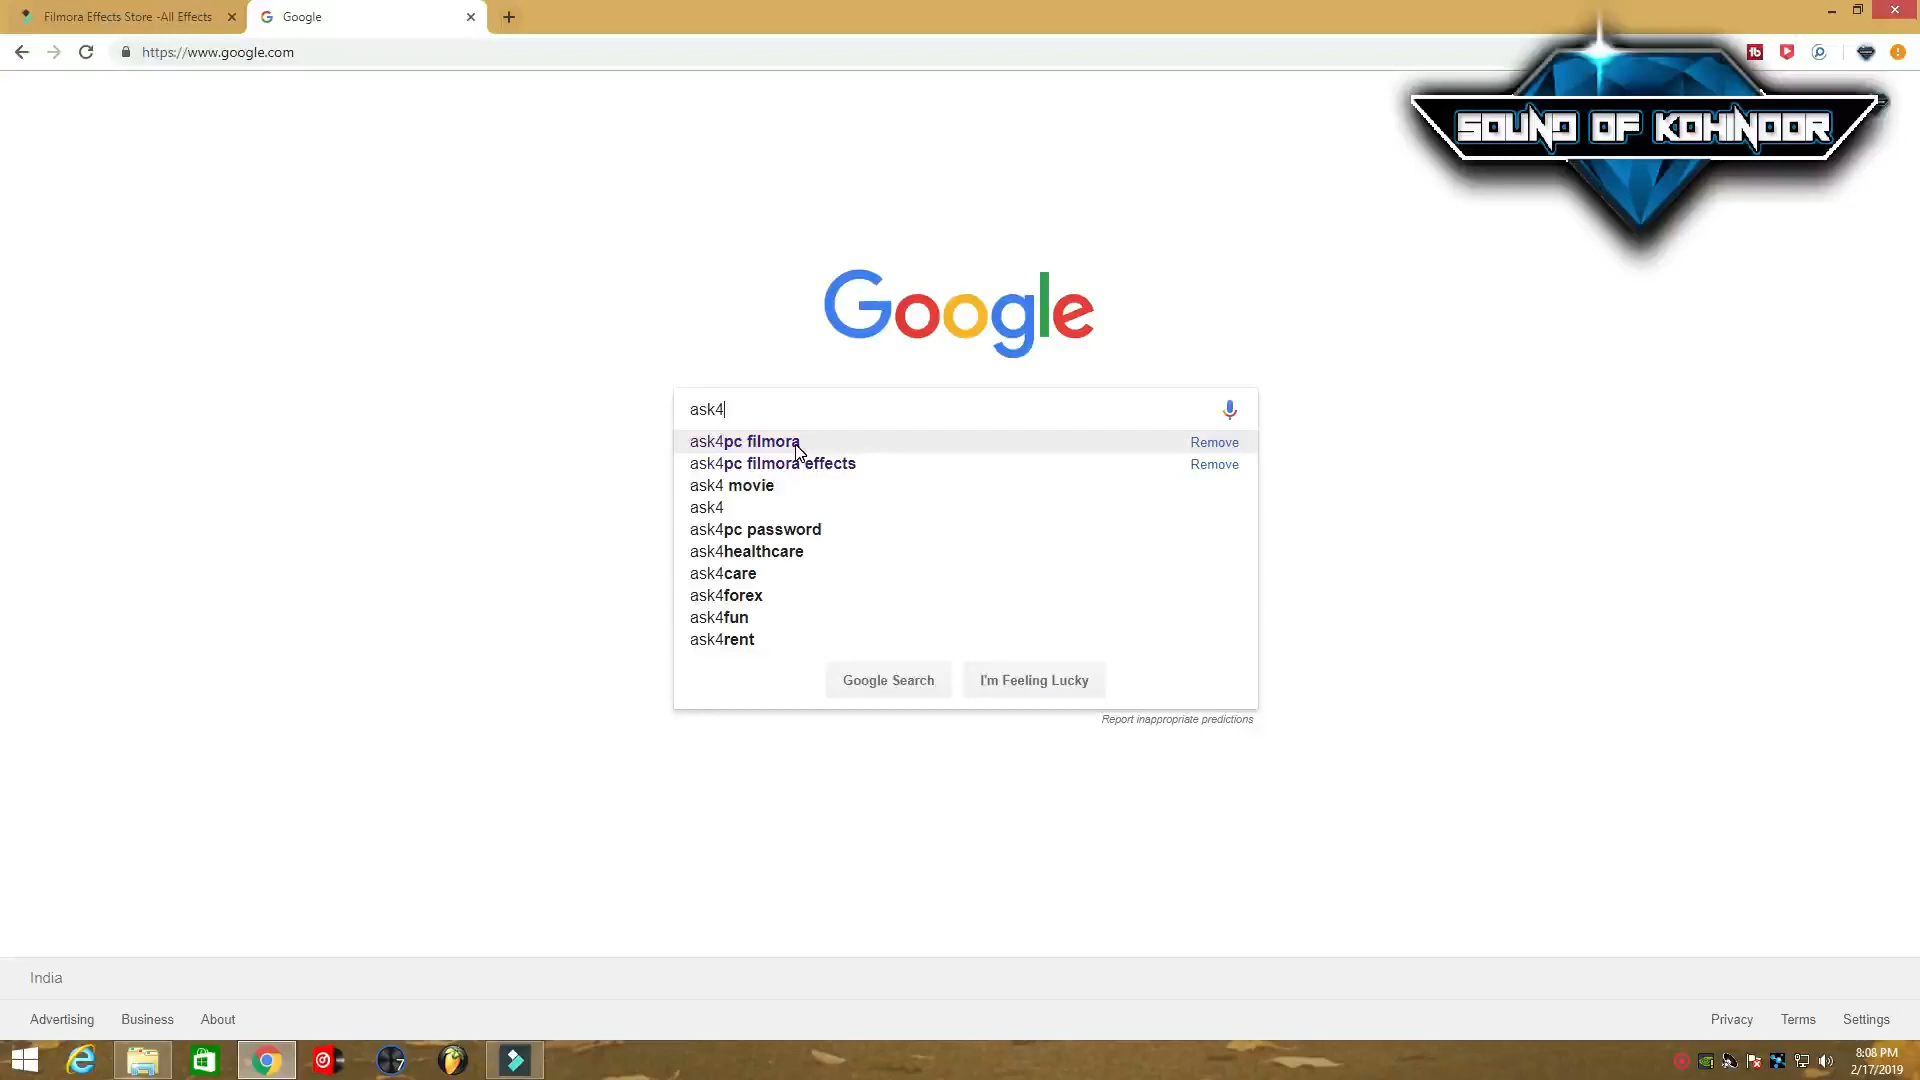 Filmora Effects Store -All Effects
Google
https://www.google.com
SOUND OF KOHINOOR
Google
ask4
ask4pc filmora Remove
ask4pc filmora effects Remove
ask4 movie
ask4
ask4pc password
ask4healthcare
ask4care
ask4forex
ask4fun
ask4rent
Google Search I'm Feeling Lucky
Report inappropriate predictions
India
Advertising Business About Privacy Terms Settings
8:08 PM
2/17/2019